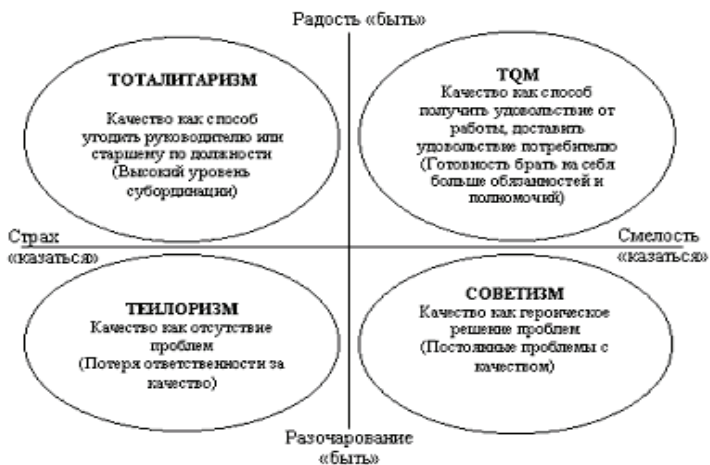 Радость «быть»
ТОТАЛИТАРИЗМ
Качество как способ
угодить руководителю или
старшему по должности
(Высокий уровень
субординации)
TQM
Качество как способ
получить удовольствие от
работы, доставить
удовольствие потребителю
(Готовность брать на себя
больше обязанностей и
полномочий)
Страх
«казаться»
Смелость
«казаться»
ТЕИЛОРИЗМ
Качество как отсутствие
проблем
(Потеря ответственности за
качество)
СОВЕТИЗМ
Качество как героическое
решение проблем
(Постоянные проблемы с
качеством)
Разочарование
«быть»